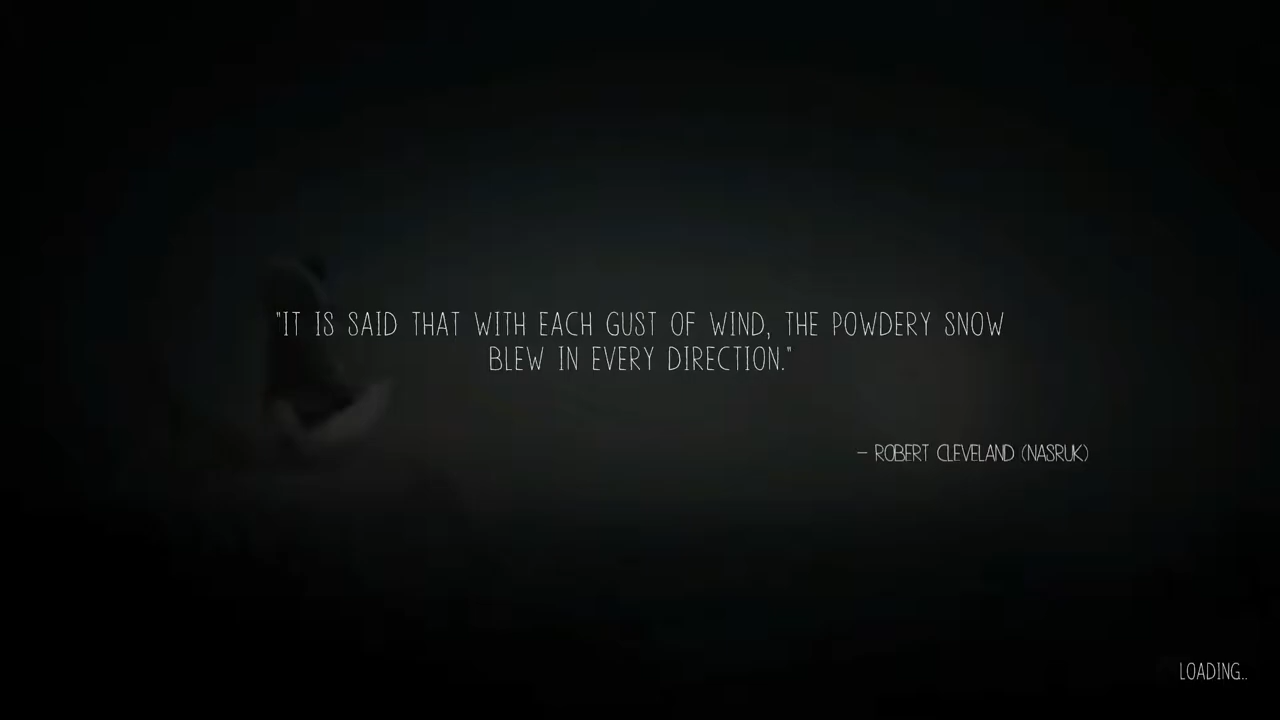 "IT IS SAID THAT WITH EACH GUST OF WIND, THE POWDERY SNOW
BLEW IN EVERY DIRECTION."
– ROBERT CLEVELAND (NASRUK)
LOADING..